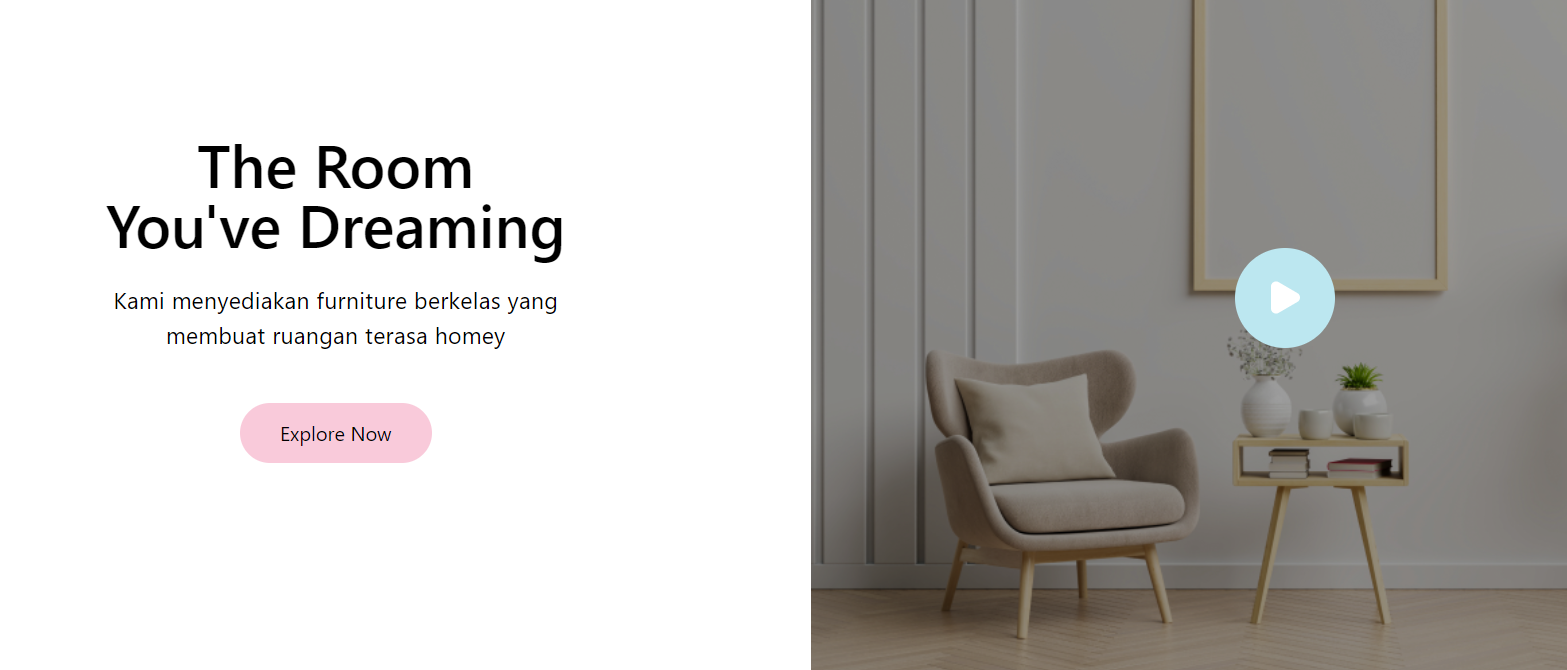 The Room
You've Dreaming
Kami menyediakan furniture berkelas yang
membuat ruangan terasa homey
Explore Now